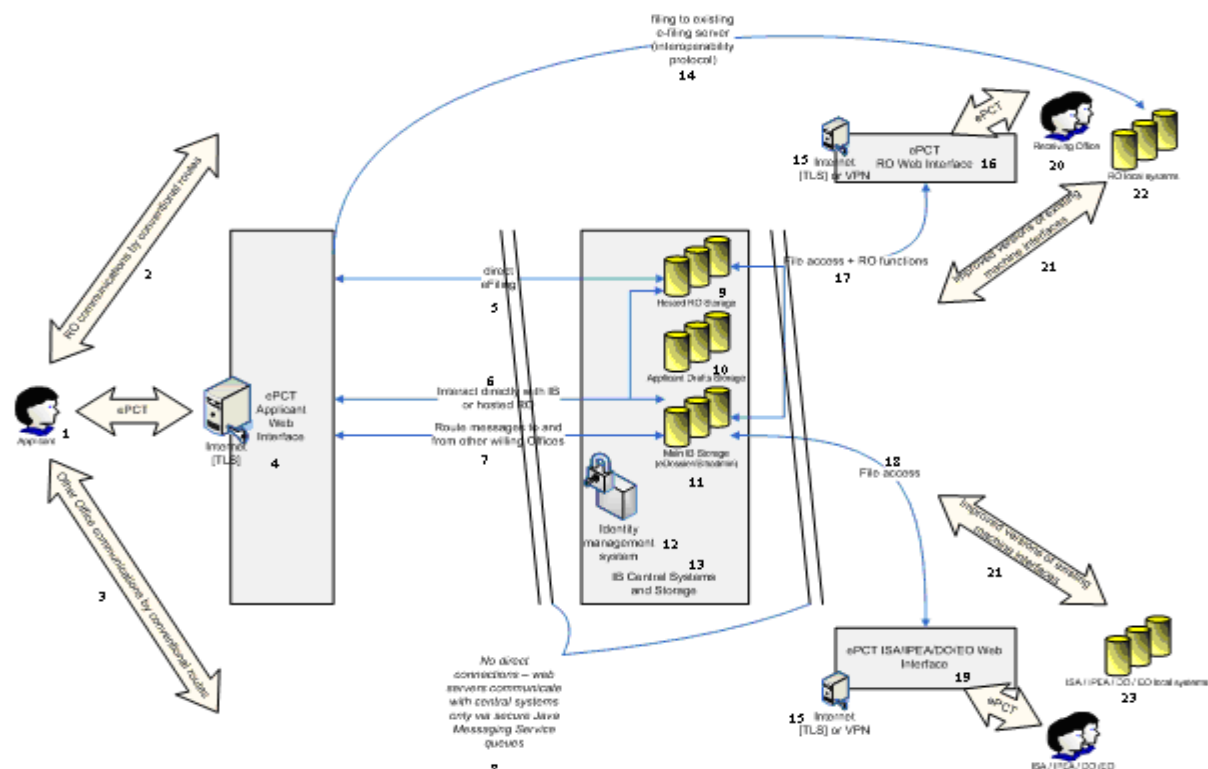 filing to existing
e-filing server
(interoperability
protocol)
14
ePCT
Receiving Office
20
RO local systems
22
15 Internet
[TLS] or VPN
ePCT
RO Web Interface 16
RO communications by conventional routes
2
Improved versions of existing
machine interfaces
21
File access + RO functions
17
direct
eFiling
5
9
Hosted RO Storage
10
Applicant Drafts Storage
6
Interact directly with IB
or hosted RO
Route messages to and
from other willing Offices
7
Main IB Storage
11
Applicant 1
ePCT
Internet
[TLS]
ePCT
Applicant
Web
Interface
4
Identity
management
system
12
13
IB Central Systems
and Storage
18
File access
Other Office communications by conventional routes
3
Improved versions of existing
machine interfaces
21
No direct
connections – web
servers communicate
with central systems
only via secure Java
Messaging Service
queues
8
ePCT ISA/IPEA/DO/EO Web
Interface
19
15 Internet
[TLS] or VPN
ePCT
ISA / IPEA / DO / EO local systems
23
ISA / IPEA / DO /EO